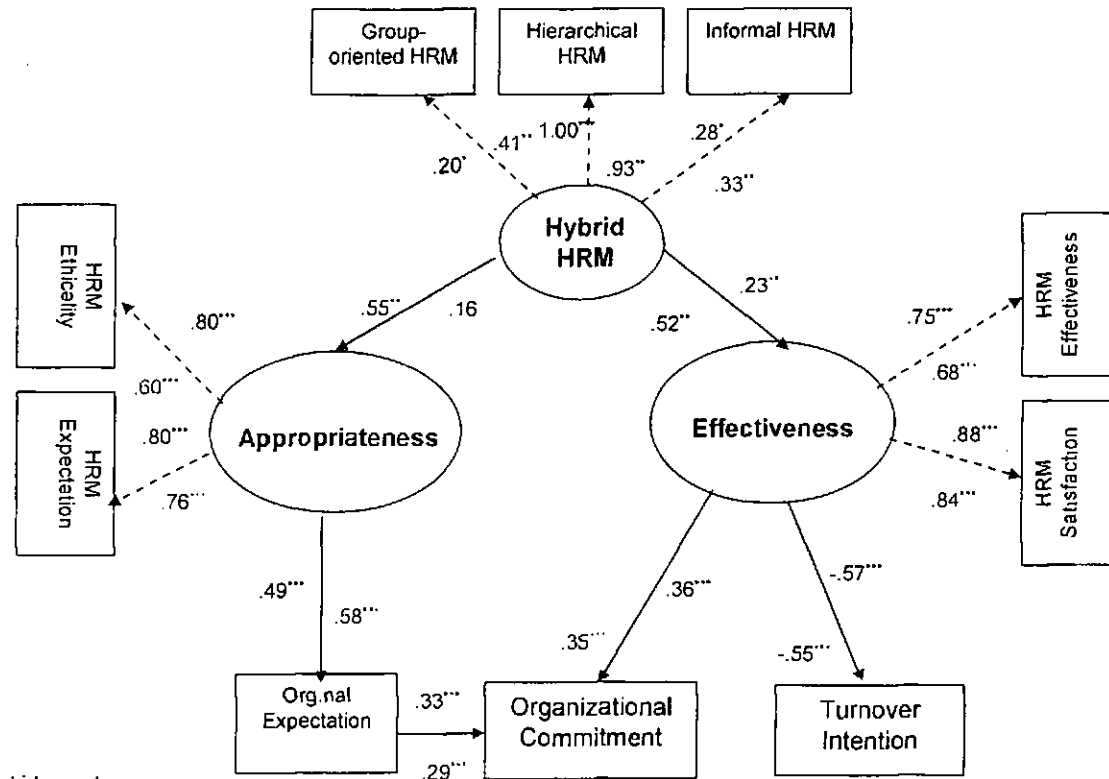 Group-
oriented HRM
Hierarchical
HRM
Informal HRM
.41**
1.00***
.28*
.20*
.93**
.33**
Hybrid
HRM
HRM
Ethicality
HRM
Effectiveness
.80***
.55**
.16
.23**
.52**
.75***
.60***
.68***
HRM
Expectation
.80***
Appropriateness
Effectiveness
.88***
HRM
Satisfaction
.76***
.84***
.49***
.58***
.36***
-.57***
.35***
-.55***
Org.nal
Expectation
.33***
Organizational
Commitment
Turnover
Intention
.29***